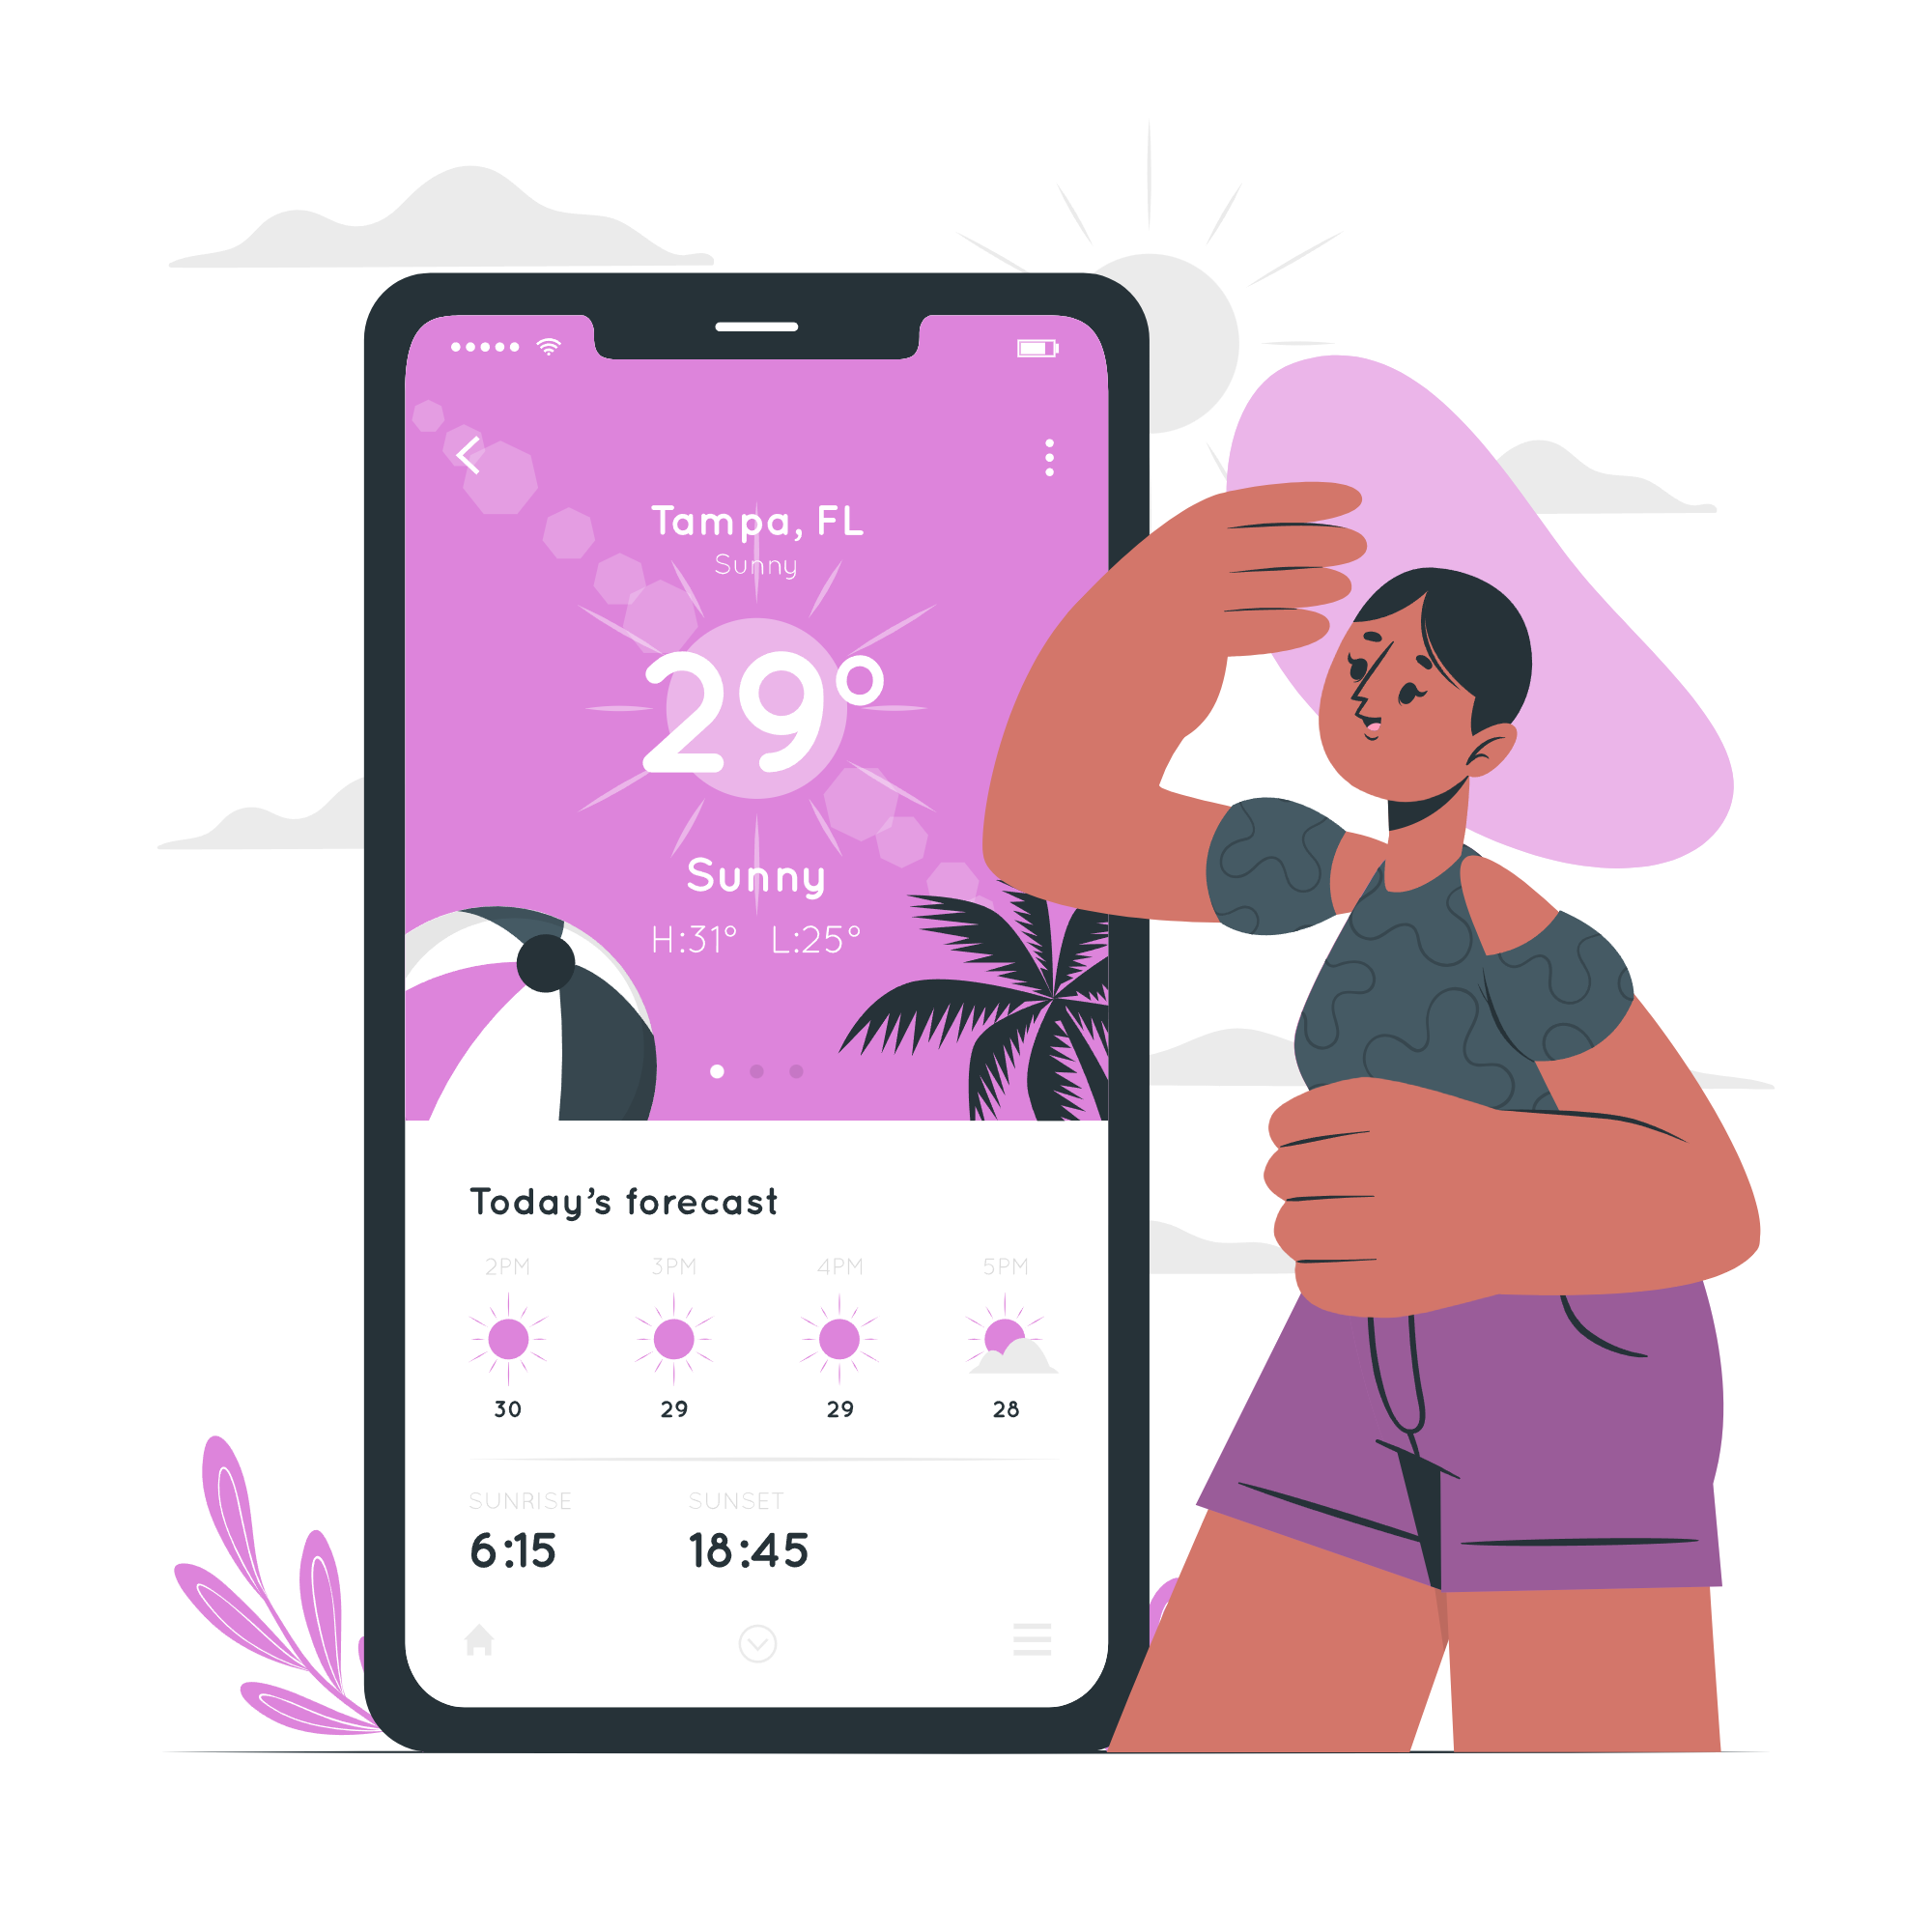 Tampa, FL
Sunny
29°
Sunny
H:31° L:25°
Today's forecast
2PM 3PM 4PM 5PM
30 29 29 28
SUNRISE SUNSET
6:15 18:45